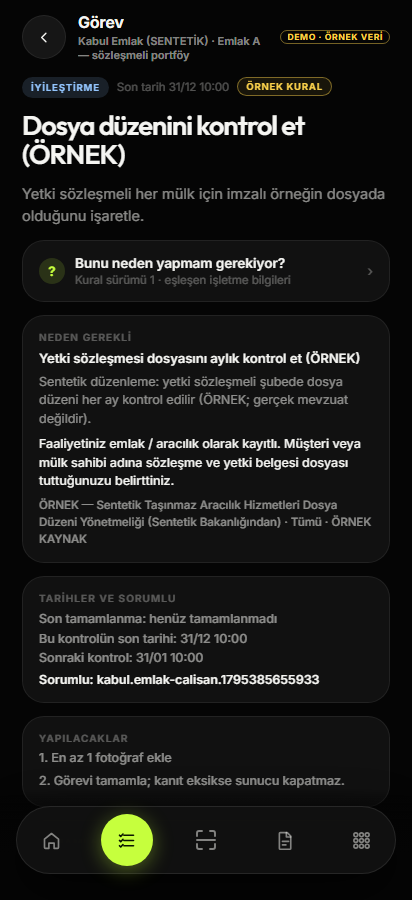 Görev
Kabul Emlak (SENTETİK) · Emlak A
— sözleşmeli portföy
DEMO · ÖRNEK VERİ
İYİLEŞTİRME
Son tarih 31/12 10:00
ÖRNEK KURAL
Dosya düzenini kontrol et
(ÖRNEK)
Yetki sözleşmeli her mülk için imzalı örneğin dosyada
olduğunu işaretle.
?
Bunu neden yapmam gerekiyor?
Kural sürümü 1 · eşleşen işletme bilgileri
NEDEN GEREKLİ
Yetki sözleşmesi dosyasını aylık kontrol et (ÖRNEK)
Sentetik düzenleme: yetki sözleşmeli şubede dosya
düzeni her ay kontrol edilir (ÖRNEK; gerçek mevzuat
değildir).
Faaliyetiniz emlak / aracılık olarak kayıtlı. Müşteri veya
mülk sahibi adına sözleşme ve yetki belgesi dosyası
tuttuğunuzu belirttiniz.
ÖRNEK — Sentetik Taşınmaz Aracılık Hizmetleri Dosya
Düzeni Yönetmeliği (Sentetik Bakanlığından) · Tümü · ÖRNEK
KAYNAK
TARİHLER VE SORUMLU
Son tamamlanma: henüz tamamlanmadı
Bu kontrolün son tarihi: 31/12 10:00
Sonraki kontrol: 31/01 10:00
Sorumlu: kabul.emlak-calisan.1795385655933
YAPILACAKLAR
1. En az 1 fotoğraf ekle
2. Görevi tamamla; kanıt eksikse sunucu kapatmaz.